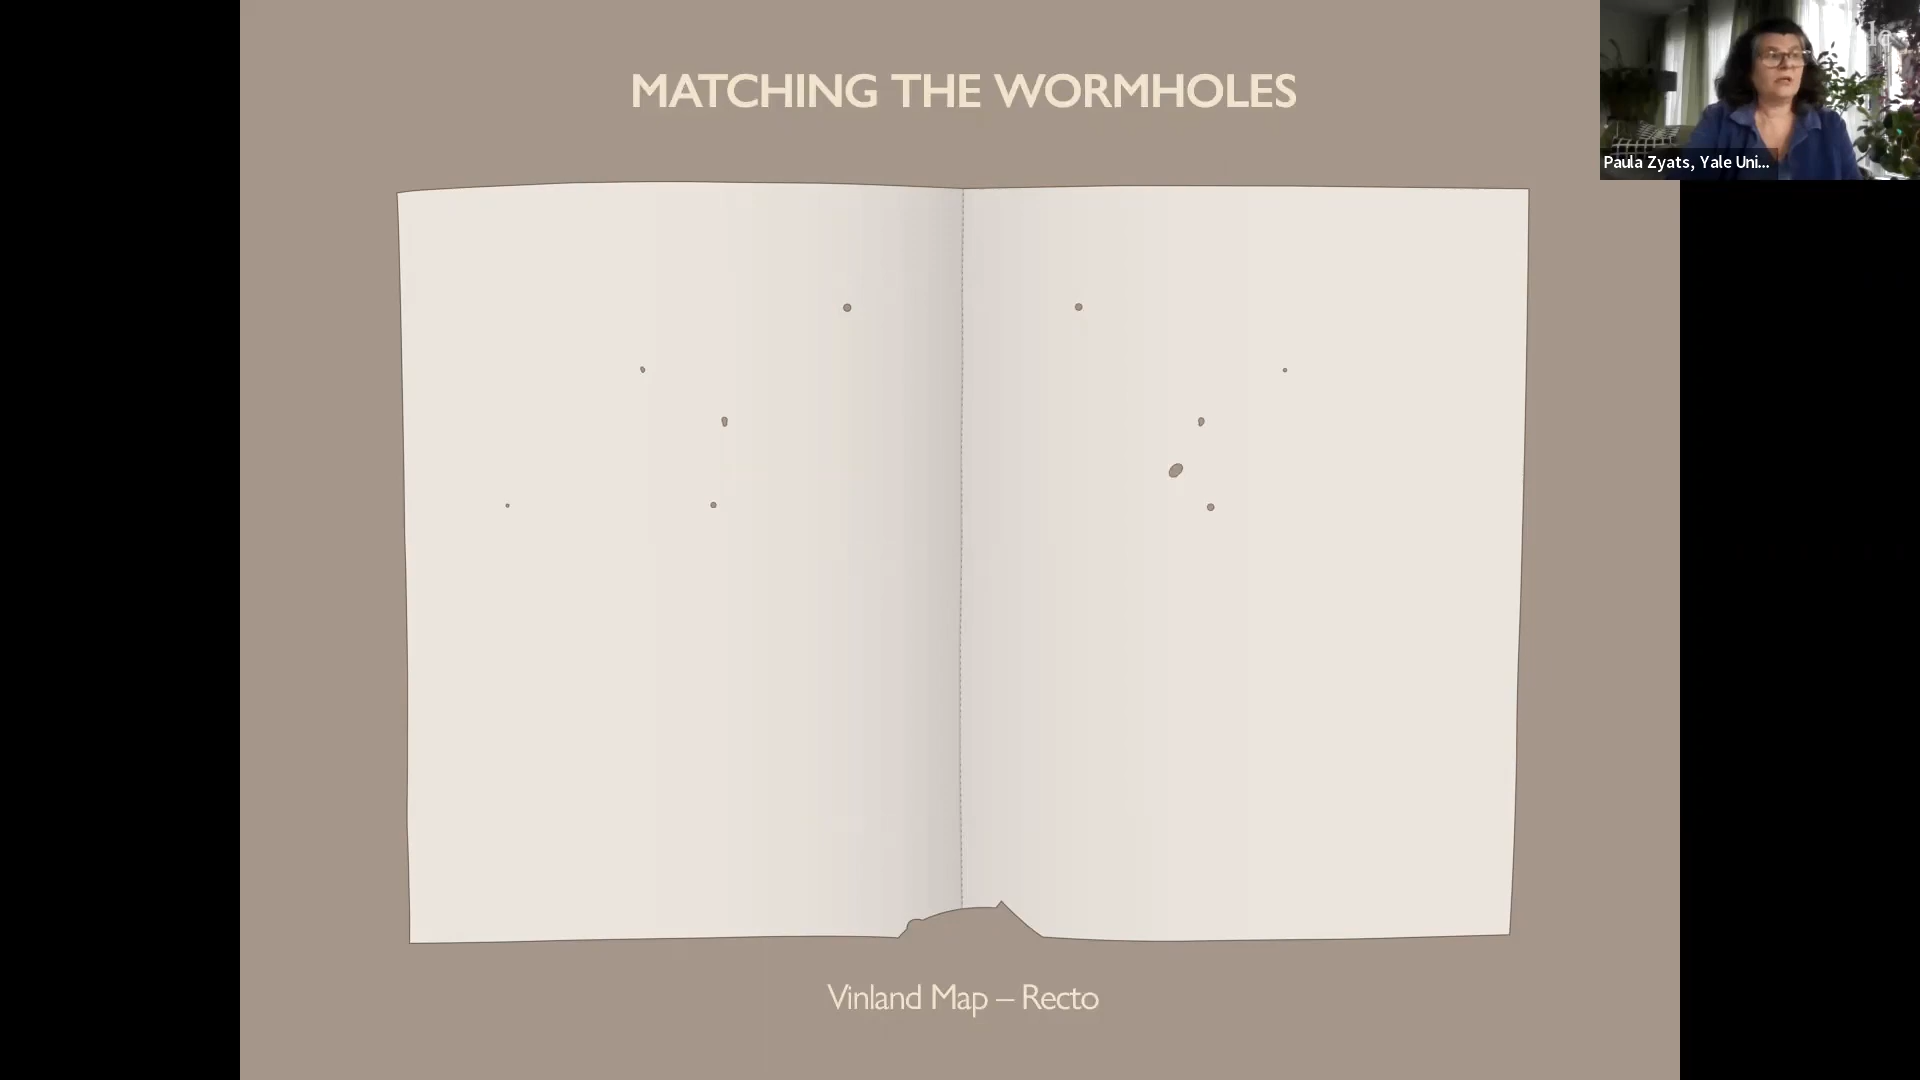 MATCHING THE WORMHOLES
Paula Zyats, Yale Uni...
Vinland Map – Recto